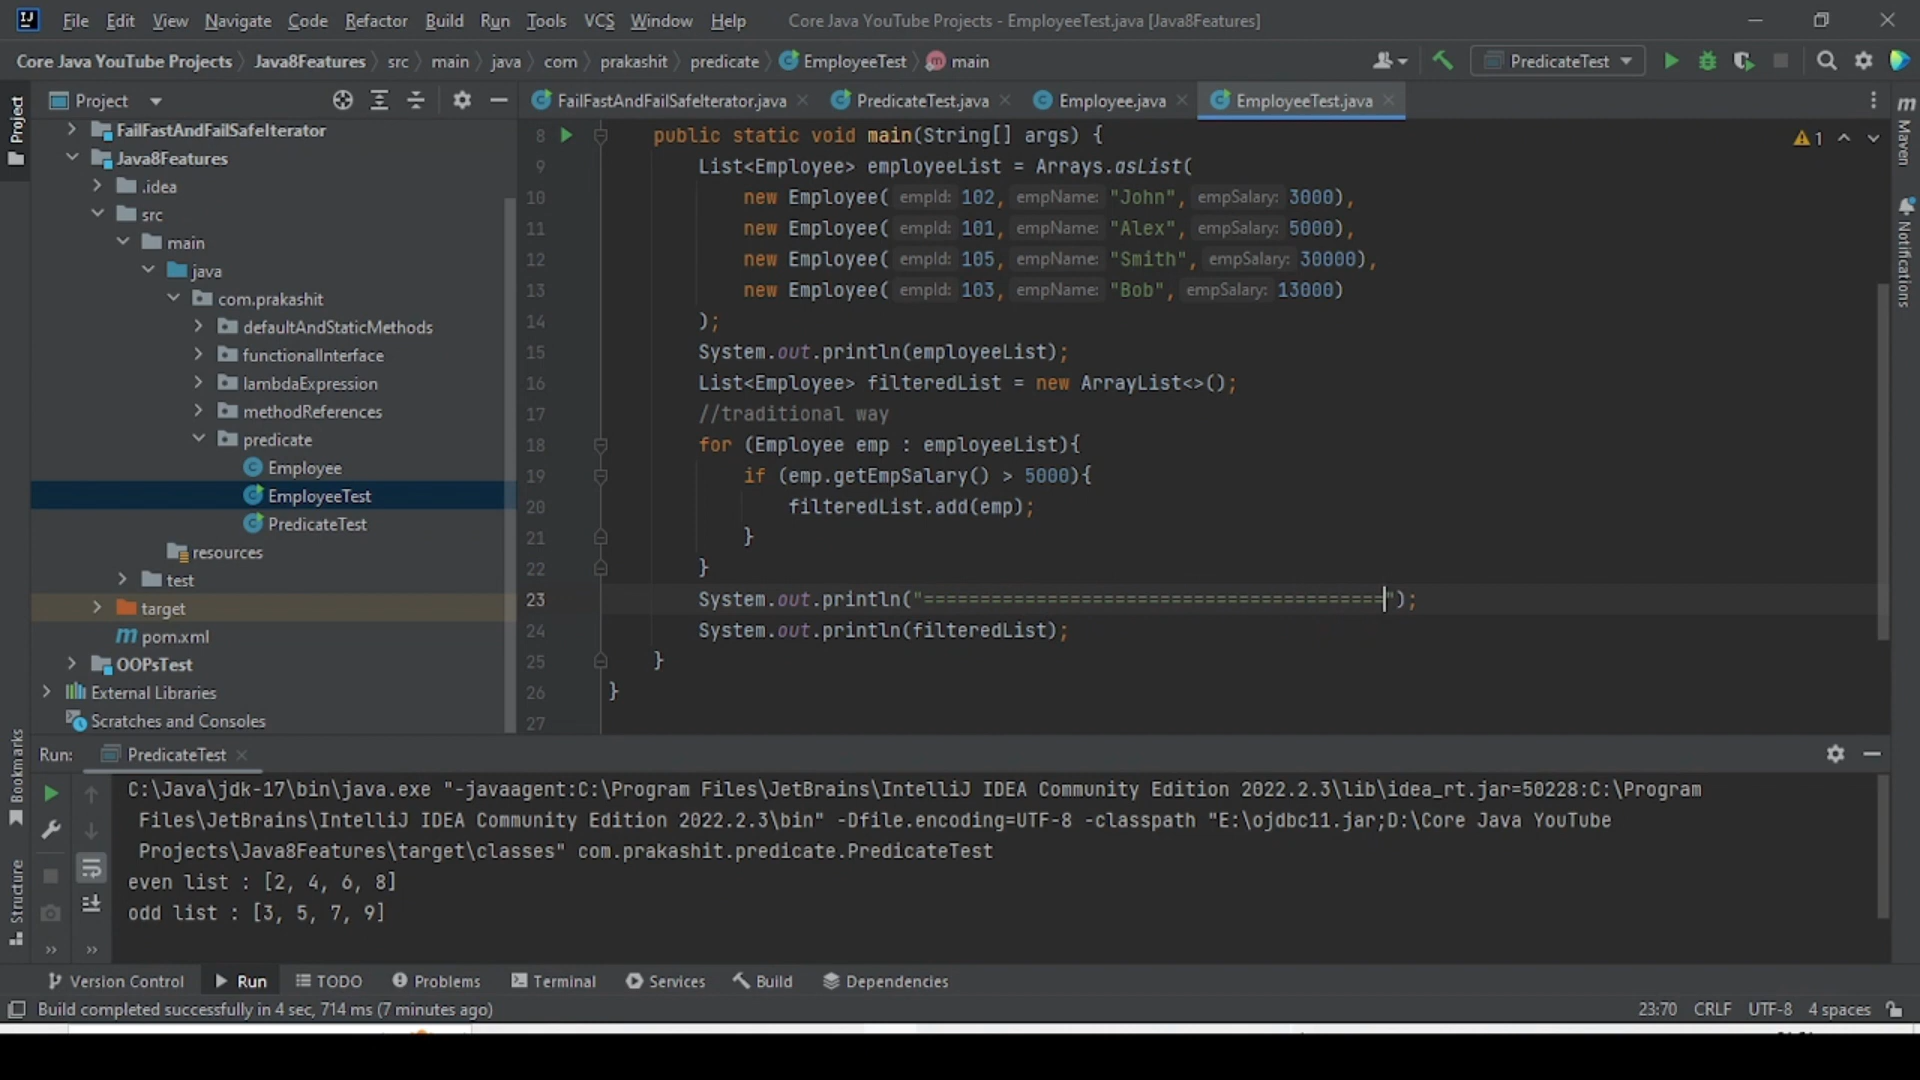 File Edit View Navigate Code Refactor Build Run Tools VCS Window Help Core Java YouTube Projects - EmployeeTest.java [Java8Features]
Core Java YouTube Projects Java8Features src main java com prakashit predicate EmployeeTest main PredicateTest
Project FailFastAndFailSafeIterator.java PredicateTest.java Employee.java EmployeeTest.java
Project
Maven
Notifications
Bookmarks
Structure
FailFastAndFailSafeIterator
Java8Features
.idea
src
main
java
com.prakashit
defaultAndStaticMethods
functionalInterface
lambdaExpression
methodReferences
predicate
Employee
EmployeeTest
PredicateTest
resources
test
target
pom.xml
OOPsTest
External Libraries
Scratches and Consoles
1
8 public static void main(String[] args) {
9 List<Employee> employeeList = Arrays.asList(
10 new Employee( empId: 102, empName: "John", empSalary: 3000),
11 new Employee( empId: 101, empName: "Alex", empSalary: 5000),
12 new Employee( empId: 105, empName: "Smith", empSalary: 30000),
13 new Employee( empId: 103, empName: "Bob", empSalary: 13000)
14 );
15 System.out.println(employeeList);
16 List<Employee> filteredList = new ArrayList<>();
17 //traditional way
18 for (Employee emp : employeeList){
19 if (emp.getEmpSalary() > 5000){
20 filteredList.add(emp);
21 }
22 }
23 System.out.println("=========================================");
24 System.out.println(filteredList);
25 }
26 }
27
Run: PredicateTest
C:\Java\jdk-17\bin\java.exe "-javaagent:C:\Program Files\JetBrains\IntelliJ IDEA Community Edition 2022.2.3\lib\idea_rt.jar=50228:C:\Program
Files\JetBrains\IntelliJ IDEA Community Edition 2022.2.3\bin" -Dfile.encoding=UTF-8 -classpath "E:\ojdbc11.jar;D:\Core Java YouTube
Projects\Java8Features\target\classes" com.prakashit.predicate.PredicateTest
even list : [2, 4, 6, 8]
odd list : [3, 5, 7, 9]
Version Control Run TODO Problems Terminal Services Build Dependencies
Build completed successfully in 4 sec, 714 ms (7 minutes ago) 23:70 CRLF UTF-8 4 spaces